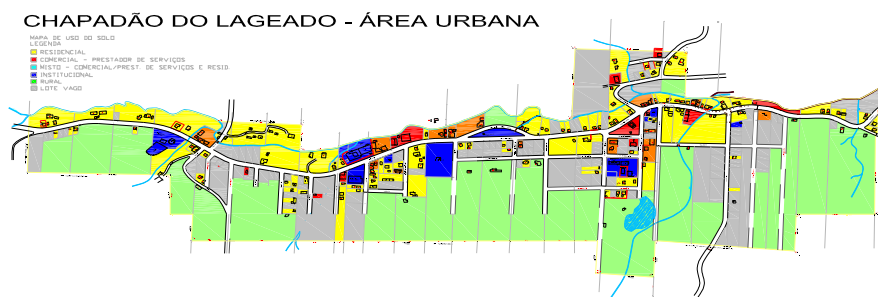 CHAPADÃO DO LAGEADO - ÁREA URBANA
MAPA DE USO DO SOLO
LEGENDA
RESIDENCIAL
COMERCIAL - PRESTADOR DE SERVIÇOS
MISTO - COMERCIAL/PREST. DE SERVIÇOS E RESID
INSTITUCIONAL
RURAL
LOTE VAGO